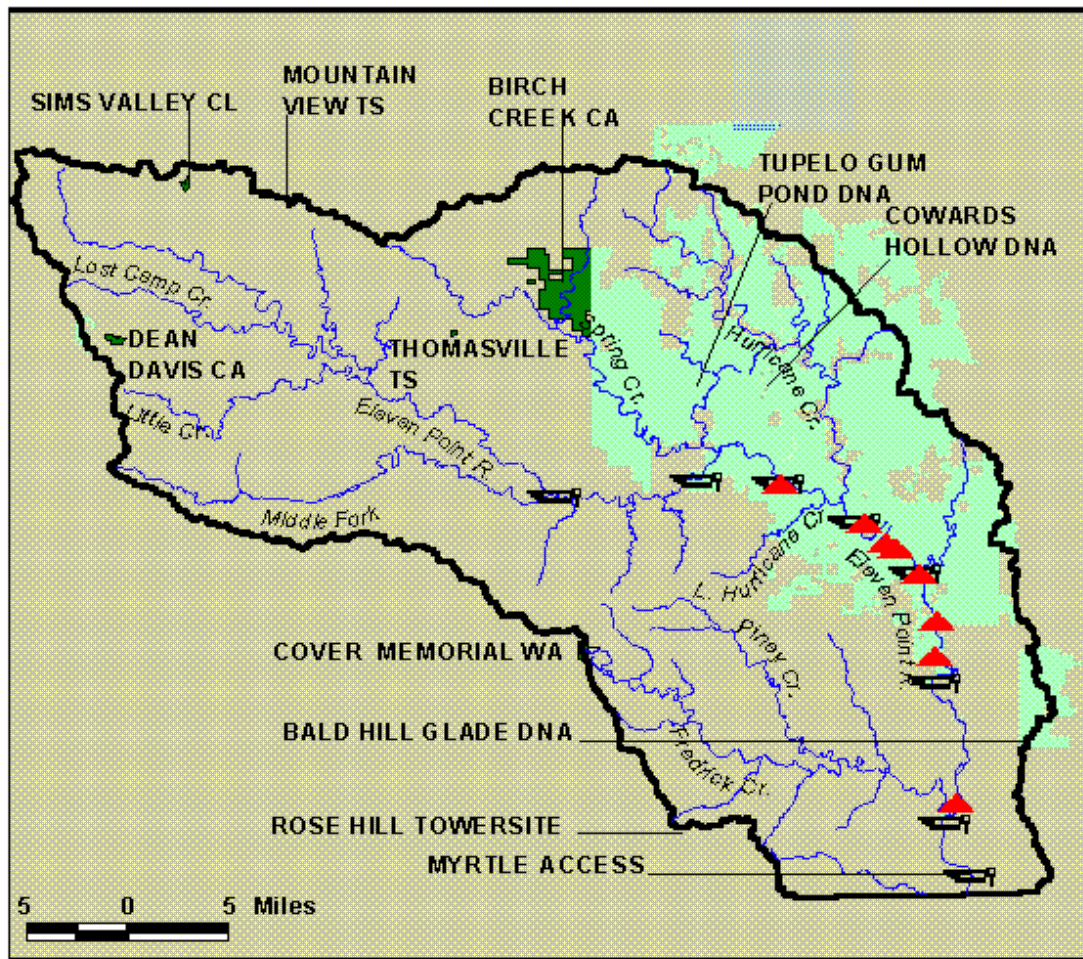 MOUNTAIN
VIEW TS
SIMS VALLEY CL
BIRCH
CREEK CA
TUPELO GUM
POND DNA
COWARDS
HOLLOW DNA
Lost Camp Cr.
DEAN
DAVIS CA
THOMASVILLE
TS
Spring Cr.
Hurricane Cr.
Little Cr.
Eleven Point R.
Middle Fork
L. Hurricane Cr.
Eleven Point R.
Piney Cr.
COVER MEMORIAL WA
BALD HILL GLADE DNA
Fredrick Cr.
ROSE HILL TOWERSITE
MYRTLE ACCESS
5 0 5 Miles